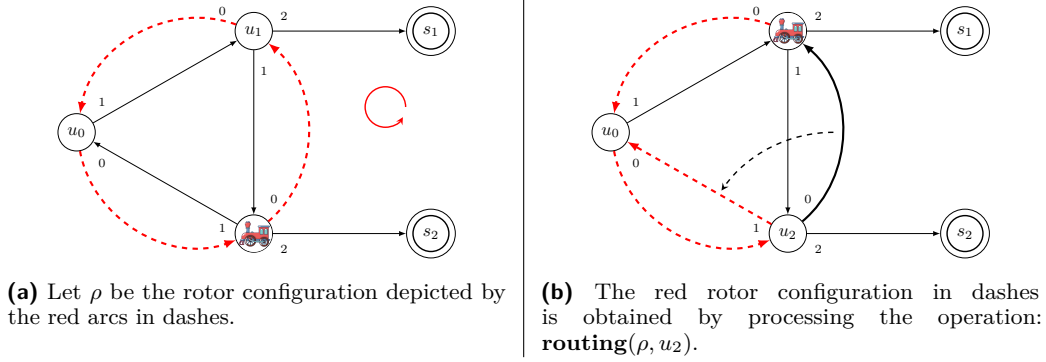 0
2
u1
s1
1
1
u0
0
0
1
2
s2
(a) Let ρ be the rotor configuration depicted by
the red arcs in dashes.
0
2
s1
1
1
u0
0
0
1
u2
2
s2
(b) The red rotor configuration in dashes
is obtained by processing the operation:
routing(ρ, u2).